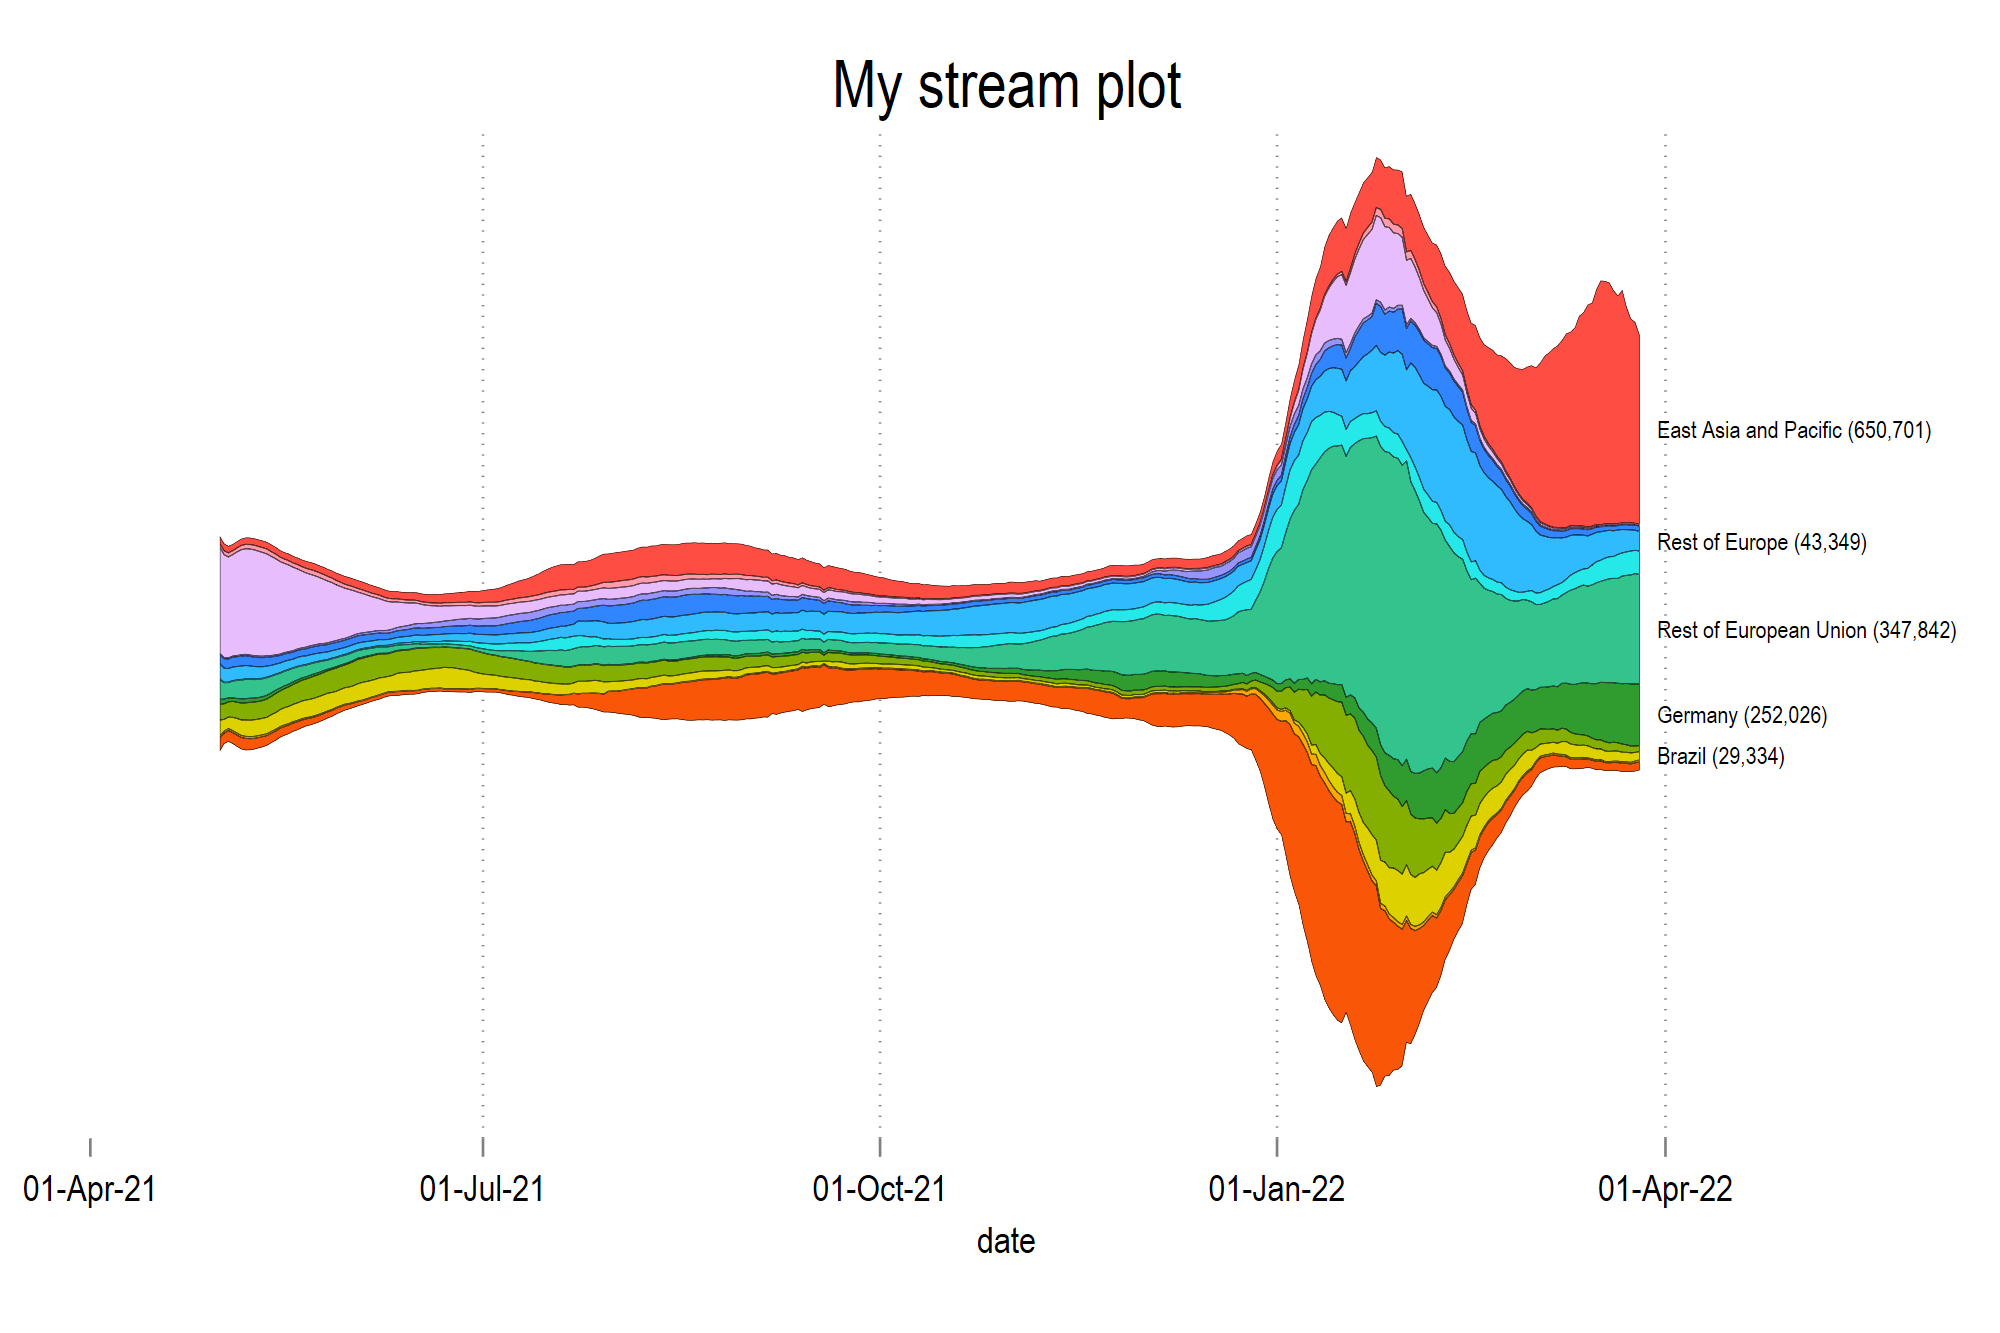 My stream plot
East Asia and Pacific (650,701)
Rest of Europe (43,349)
Rest of European Union (347,842)
Germany (252,026)
Brazil (29,334)
01-Apr-21
01-Jul-21
01-Oct-21
01-Jan-22
01-Apr-22
date